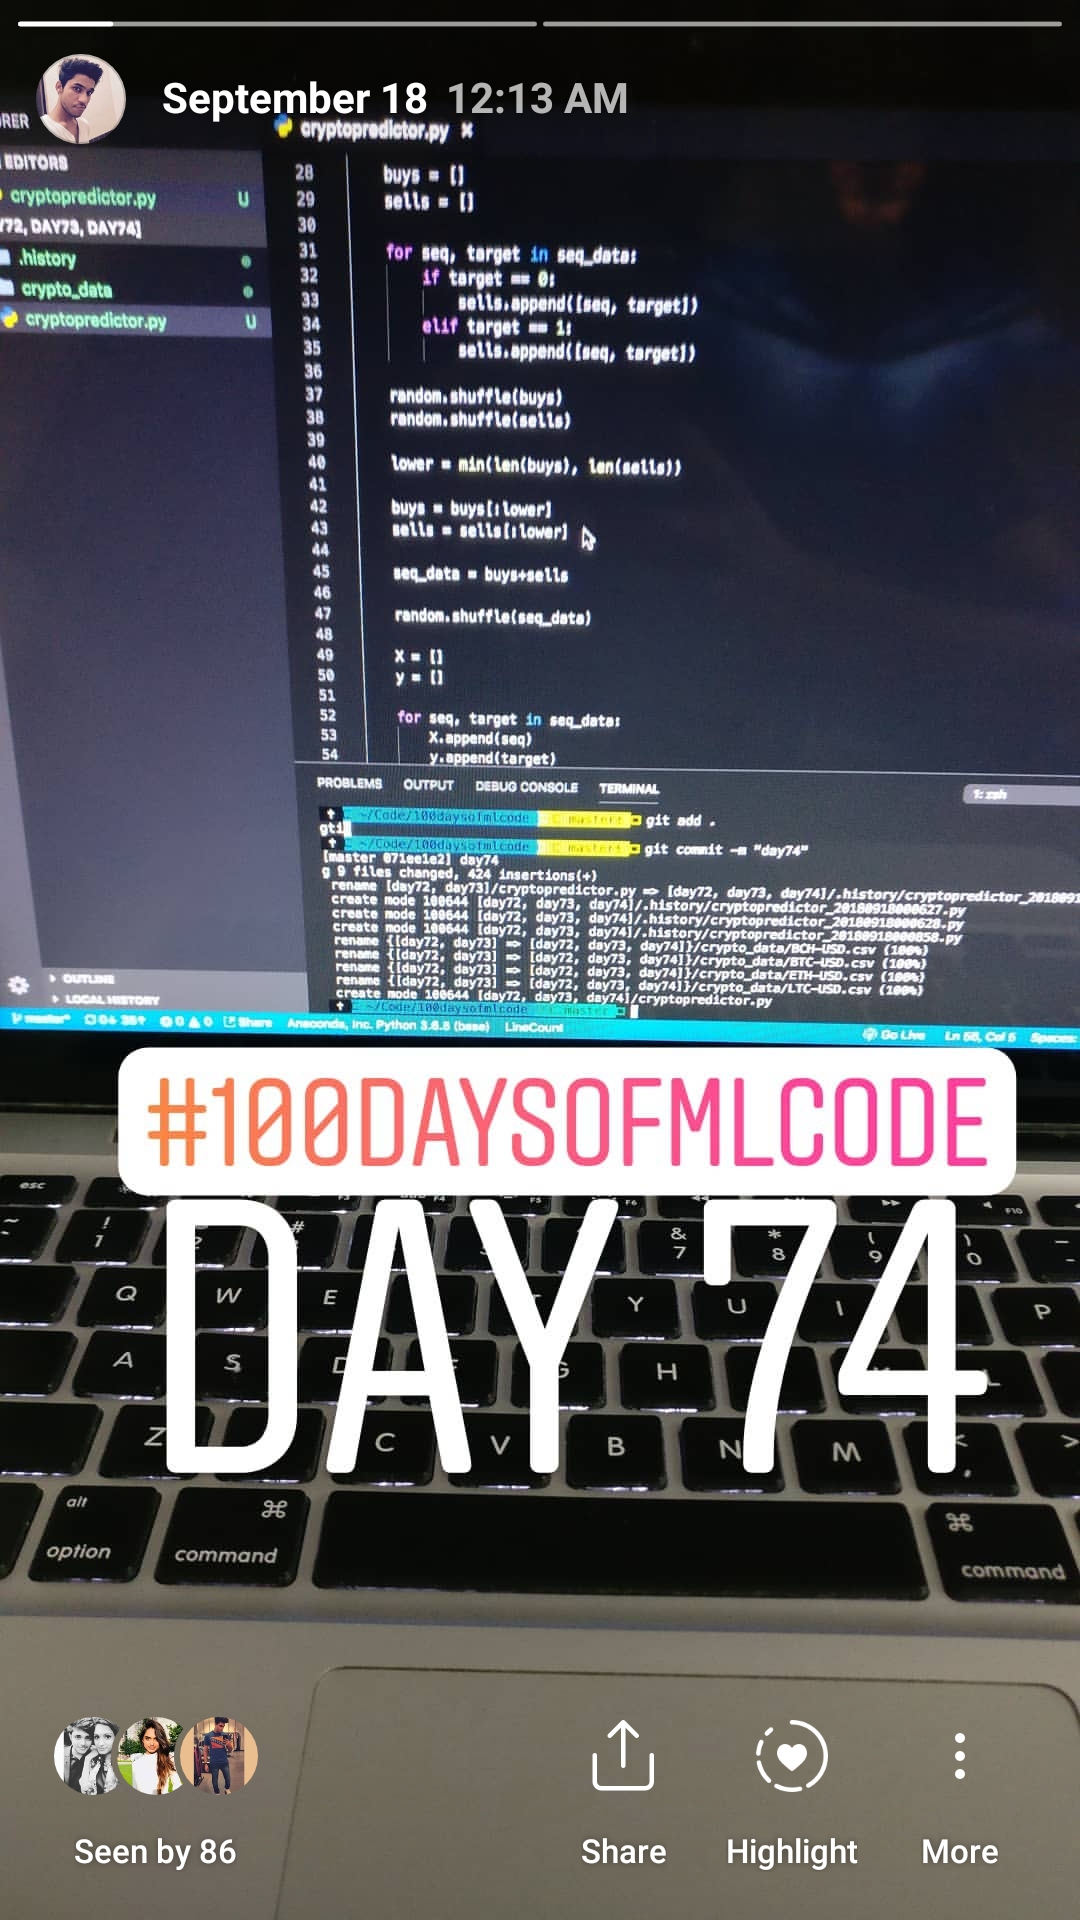 September 18 12:13 AM
cryptopredictor.py ×
EDITORS
cryptopredictor.py U
DAY73, DAY74]
.history
crypto_data
cryptopredictor.py U
28 buys = []
29 sells = []
30
31 for seq, target in seq_data:
32 if target == 0:
33 sells.append([seq, target])
34 elif target == 1:
35 sells.append([seq, target])
36
37 random.shuffle(buys)
38 random.shuffle(sells)
39
40 lower = min(len(buys), len(sells))
41
42 buys = buys[:lower]
43 sells = sells[:lower]
44
45 seq_data = buys+sells
46
47 random.shuffle(seq_data)
48
49 X = []
50 y = []
51
52 for seq, target in seq_data:
53 X.append(seq)
54 y.append(target)
PROBLEMS OUTPUT DEBUG CONSOLE TERMINAL 1: zsh
~/Code/100daysofmlcode master git add .
gti
~/Code/100daysofmlcode master git commit -m "day74"
[master 071ee1e2] day74
g 9 files changed, 424 insertions(+)
rename [day72, day73]/cryptopredictor.py => [day72, day73, day74]/.history/cryptopredictor_201809
create mode 100644 [day72, day73, day74]/.history/cryptopredictor_20180918000627.py
create mode 100644 [day72, day73, day74]/.history/cryptopredictor_20180918000628.py
create mode 100644 [day72, day73, day74]/.history/cryptopredictor_20180918000858.py
rename {[day72, day73] => [day72, day73, day74]}/crypto_data/BCH-USD.csv (100%)
rename {[day72, day73] => [day72, day73, day74]}/crypto_data/BTC-USD.csv (100%)
rename {[day72, day73] => [day72, day73, day74]}/crypto_data/ETH-USD.csv (100%)
rename {[day72, day73] => [day72, day73, day74]}/crypto_data/LTC-USD.csv (100%)
create mode 100644 [day72, day73, day74]/cryptopredictor.py
~/Code/100daysofmlcode master
OUTLINE
LOCAL HISTORY
master* 0 0 Share Anaconda, Inc. Python 3.6.5 (base) LineCount Go Live Ln 56, Col 5 Spaces:
#100DAYSOFMLCODE
DAY 74
esc F5 F6 F10
! 1 # & 7 * 8 ( 9 ) 0
Q W E Y U I P
A S G H
Z C V B N M
alt option ⌘ command ⌘ command
Seen by 86
Share
Highlight
More